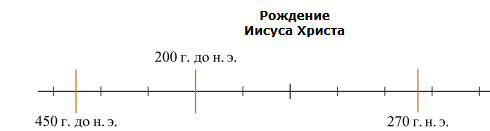 Рождение
Иисуса Христа
200 г. до н. э.
450 г. до н. э.
270 г. н. э.